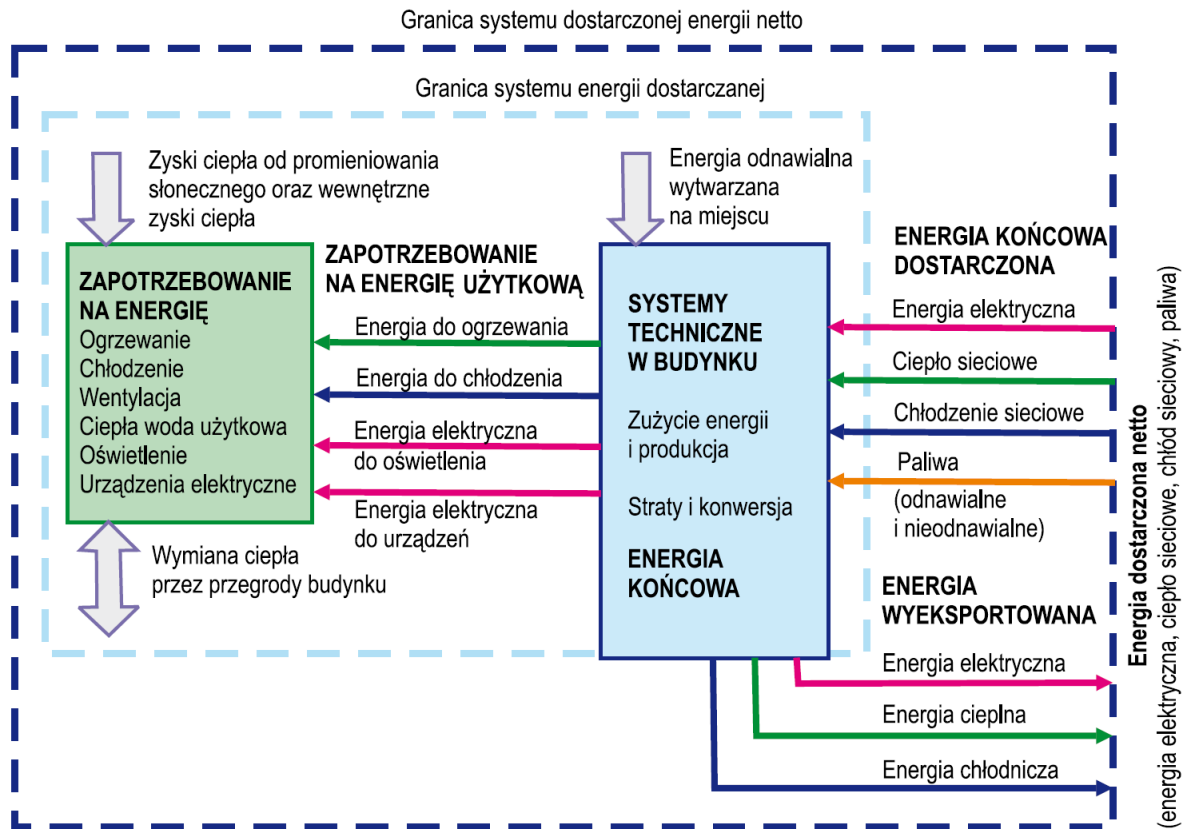 Granica systemu dostarczonej energii netto
Granica systemu energii dostarczanej
Zyski ciepła od promieniowania
słonecznego oraz wewnętrzne
zyski ciepła
Energia odnawialna
wytwarzana
na miejscu
ZAPOTRZEBOWANIE
NA ENERGIĘ
Ogrzewanie
Chłodzenie
Wentylacja
Ciepła woda użytkowa
Oświetlenie
Urządzenia elektryczne
ZAPOTRZEBOWANIE
NA ENERGIĘ UŻYTKOWĄ
Energia do ogrzewania
Energia do chłodzenia
Energia elektryczna
do oświetlenia
Energia elektryczna
do urządzeń
Wymiana ciepła
przez przegrody budynku
SYSTEMY
TECHNICZNE
W BUDYNKU
Zużycie energii
i produkcja
Straty i konwersja
ENERGIA
KOŃCOWA
ENERGIA KOŃCOWA
DOSTARCZONA
Energia elektryczna
Ciepło sieciowe
Chłodzenie sieciowe
Paliwa
(odnawialne
i nieodnawialne)
ENERGIA
WYEKSPORTOWANA
Energia elektryczna
Energia cieplna
Energia chłodnicza
Energia dostarczona netto
(energia elektryczna, ciepło sieciowe, chłód sieciowy, paliwa)